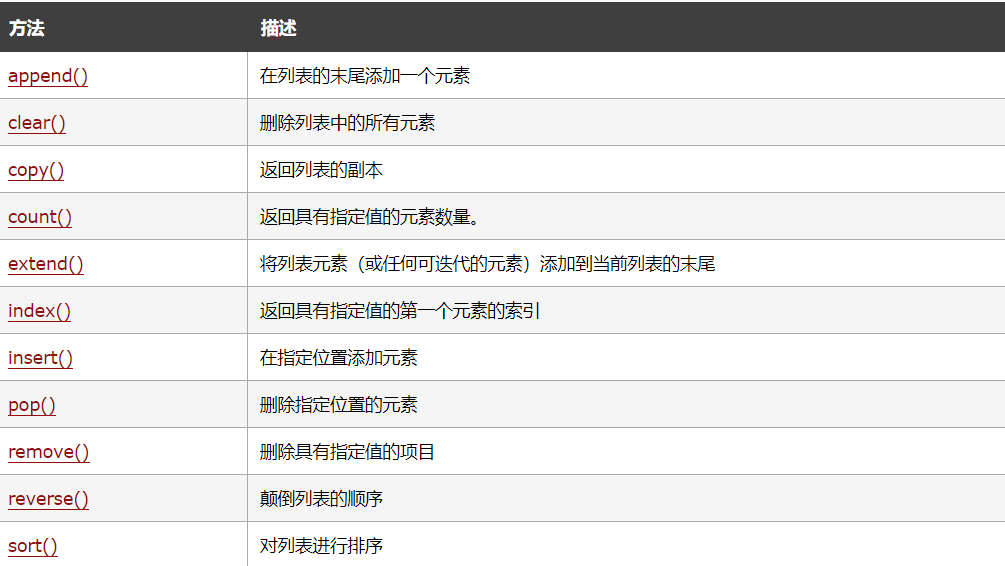 方法 描述
append() 在列表的末尾添加一个元素
clear() 删除列表中的所有元素
copy() 返回列表的副本
count() 返回具有指定值的元素数量。
extend() 将列表元素（或任何可迭代的元素）添加到当前列表的末尾
index() 返回具有指定值的第一个元素的索引
insert() 在指定位置添加元素
pop() 删除指定位置的元素
remove() 删除具有指定值的项目
reverse() 颠倒列表的顺序
sort() 对列表进行排序